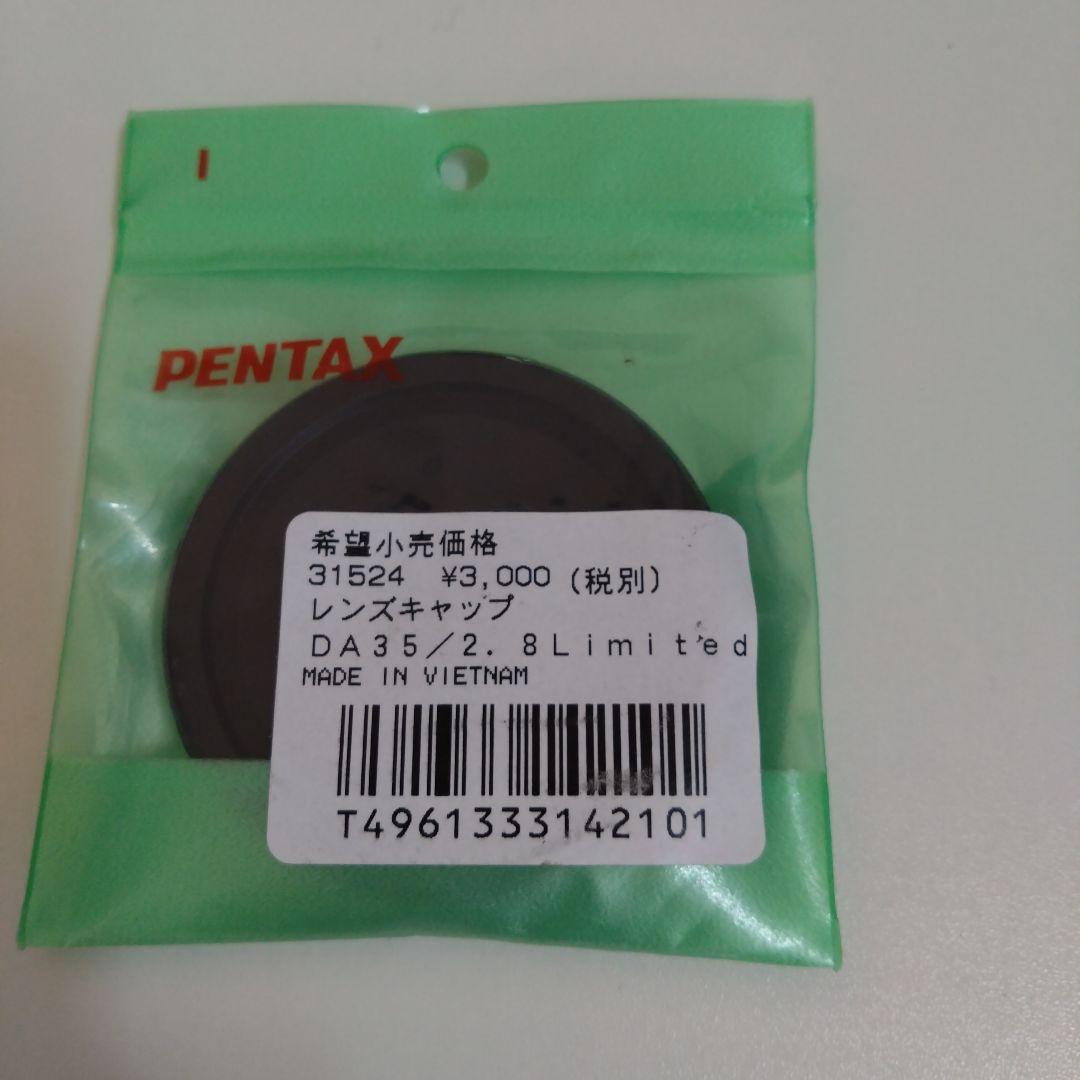 PENTAX
希望小売価格
31524 ¥3,000 (税別)
レンズキャップ
DA35/2.8Limited
MADE IN VIETNAM
T4961333142101